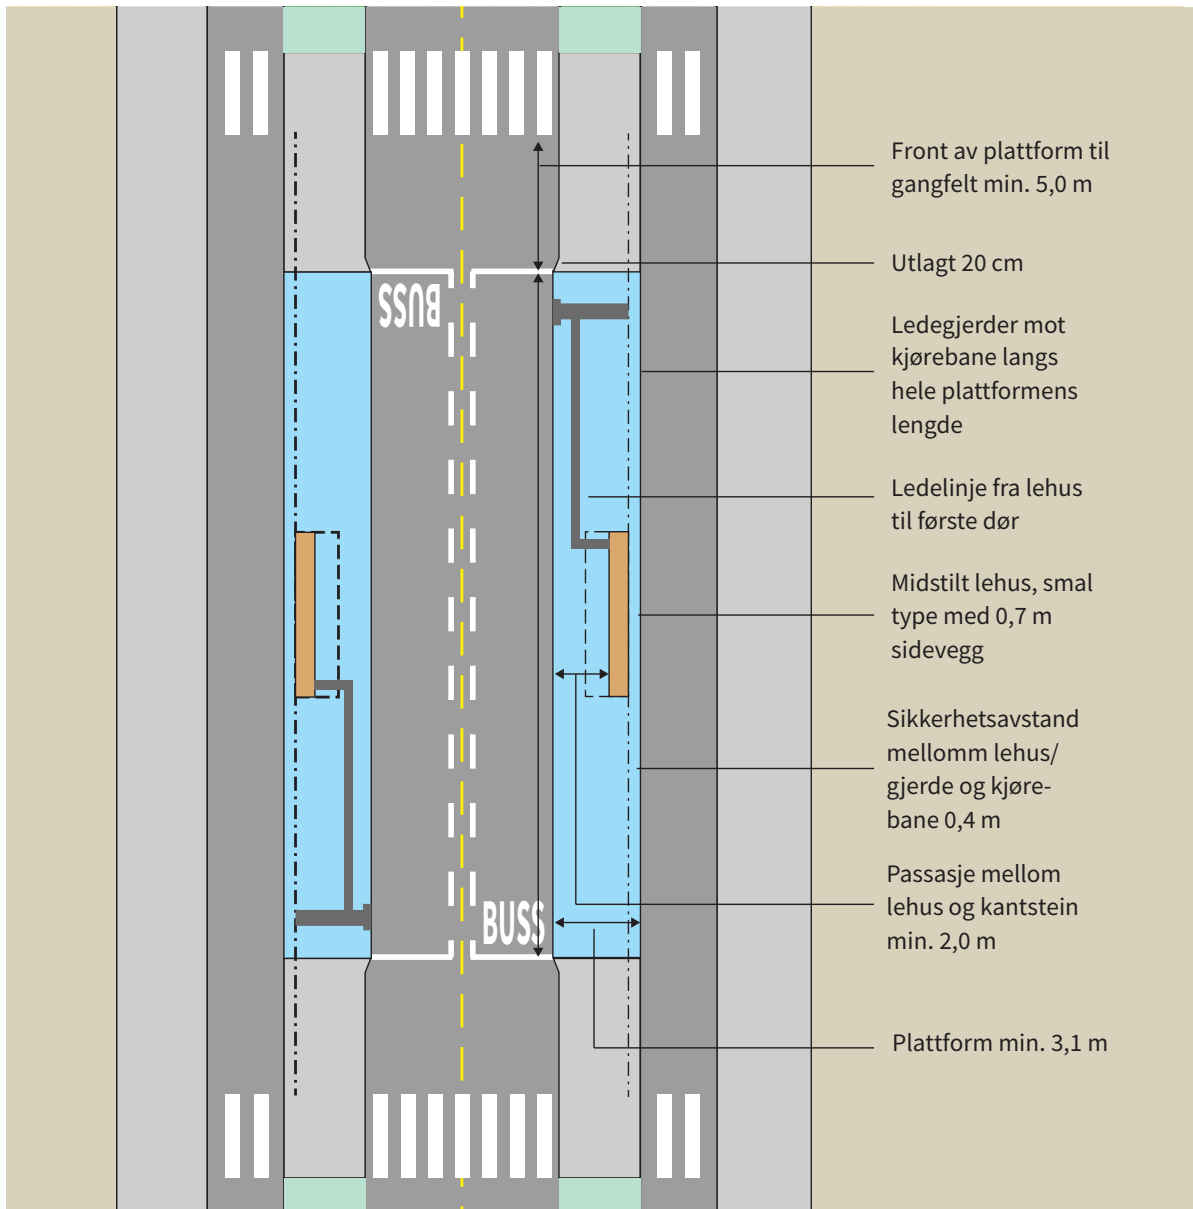 Front av plattform til
gangfelt min. 5,0 m
Utlagt 20 cm
BUSS
Ledegjerder mot
kjørebane langs
hele plattformens
lengde
Ledelinje fra lehus
til første dør
Midstilt lehus, smal
type med 0,7 m
sidevegg
Sikkerhetsavstand
mellomm lehus/
gjerde og kjøre-
bane 0,4 m
Passasje mellom
lehus og kantstein
min. 2,0 m
BUSS
Plattform min. 3,1 m